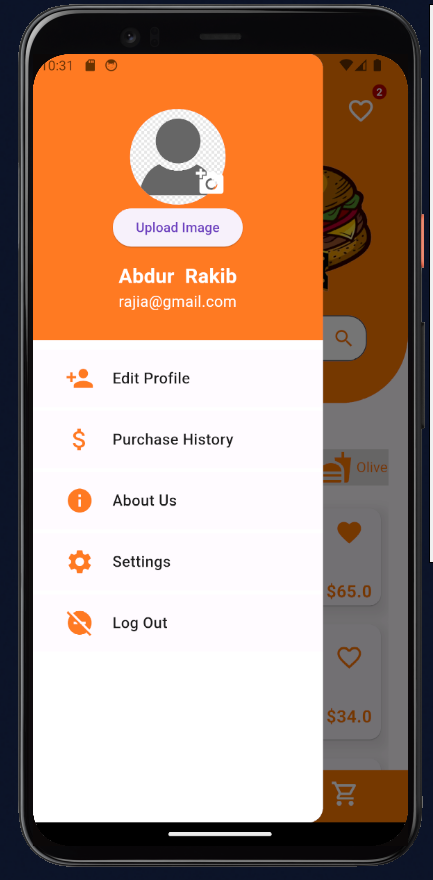 10:31
2
Upload Image
Abdur Rakib
rajia@gmail.com
Edit Profile
Purchase History
Olive
About Us
Settings
$65.0
Log Out
$34.0